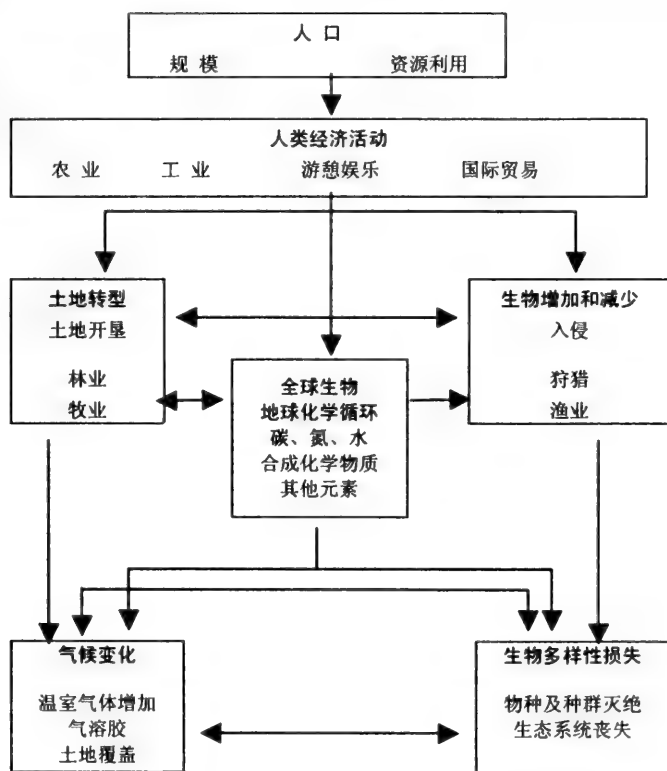 人 口
规 模 资源利用
人类经济活动
农 业 工 业 游憩娱乐 国际贸易
土地转型
土地开垦
林业
牧业
生物增加和减少
入侵
狩猎
渔业
全球生物
地球化学循环
碳、氮、水
合成化学物质
其他元素
气候变化
温室气体增加
气溶胶
土地覆盖
生物多样性损失
物种及种群灭绝
生态系统丧失